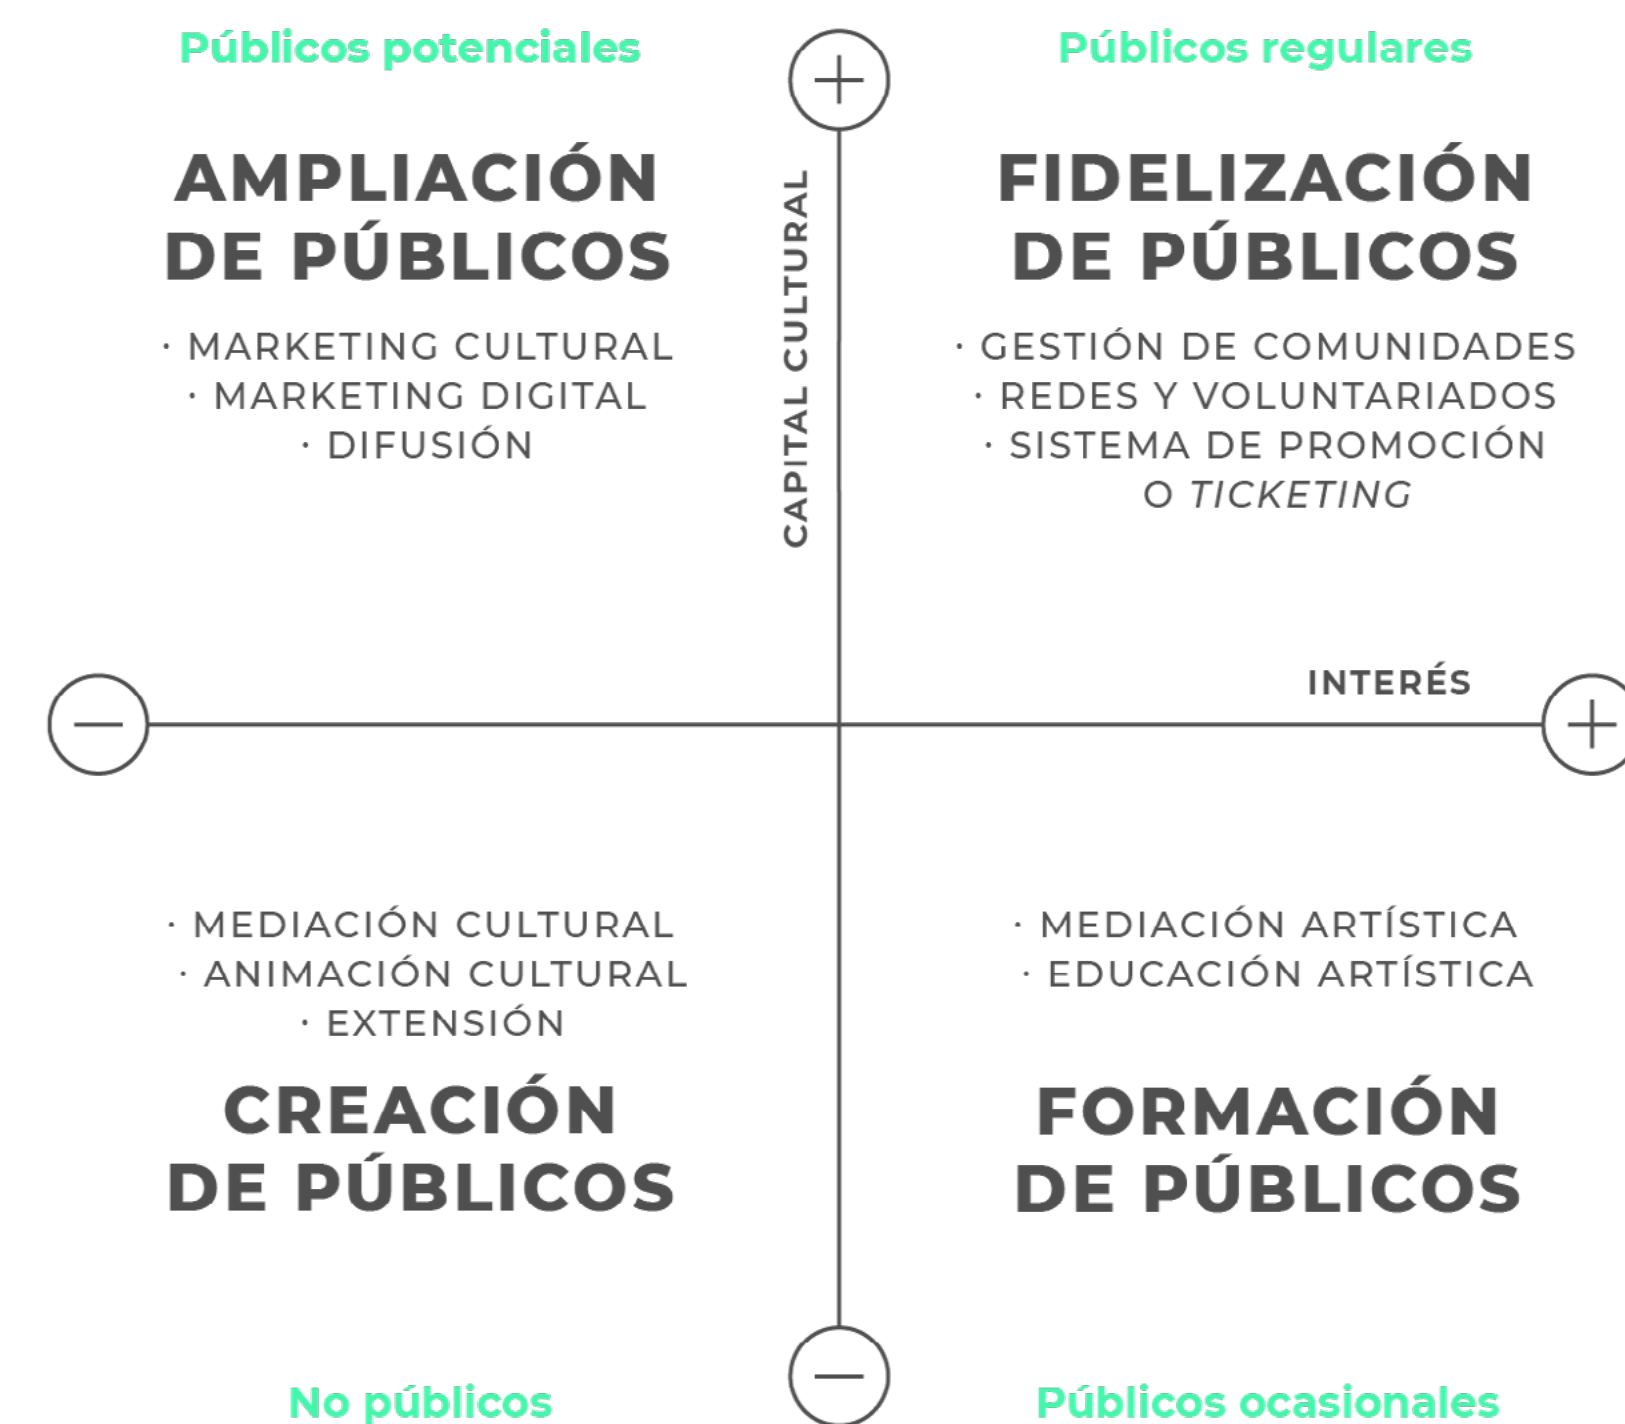 Públicos potenciales
AMPLIACIÓN
DE PÚBLICOS
· MARKETING CULTURAL
· MARKETING DIGITAL
· DIFUSIÓN
CAPITAL CULTURAL
Públicos regulares
FIDELIZACIÓN
DE PÚBLICOS
· GESTIÓN DE COMUNIDADES
· REDES Y VOLUNTARIADOS
· SISTEMA DE PROMOCIÓN
O TICKETING
INTERÉS
· MEDIACIÓN CULTURAL
· ANIMACIÓN CULTURAL
· EXTENSIÓN
CREACIÓN
DE PÚBLICOS
No públicos
· MEDIACIÓN ARTÍSTICA
· EDUCACIÓN ARTÍSTICA
FORMACIÓN
DE PÚBLICOS
Públicos ocasionales